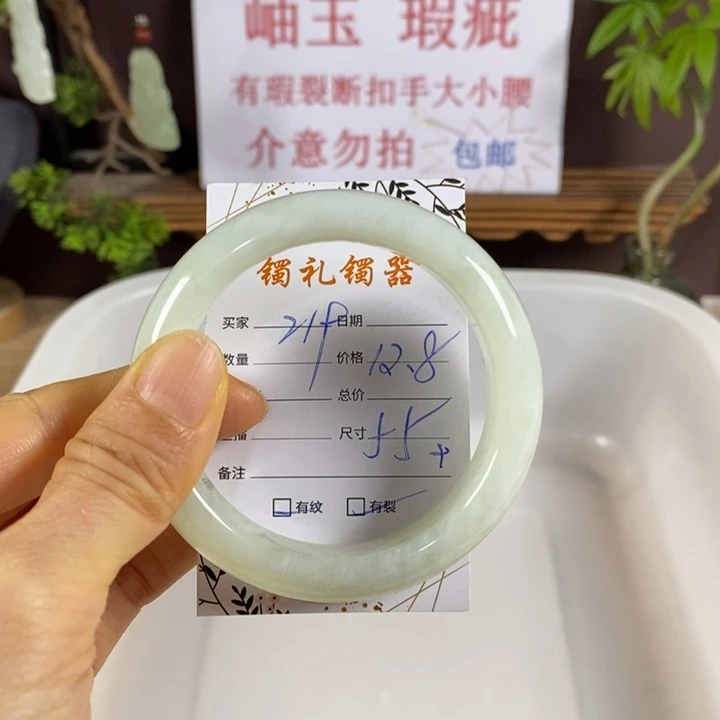 岫玉 瑕疵
有瑕裂断扣手大小腰
介意勿拍 包邮
镯礼镯器
买家 日期
数量 价格 12.8
总价
尺寸 55+
备注
有纹 有裂